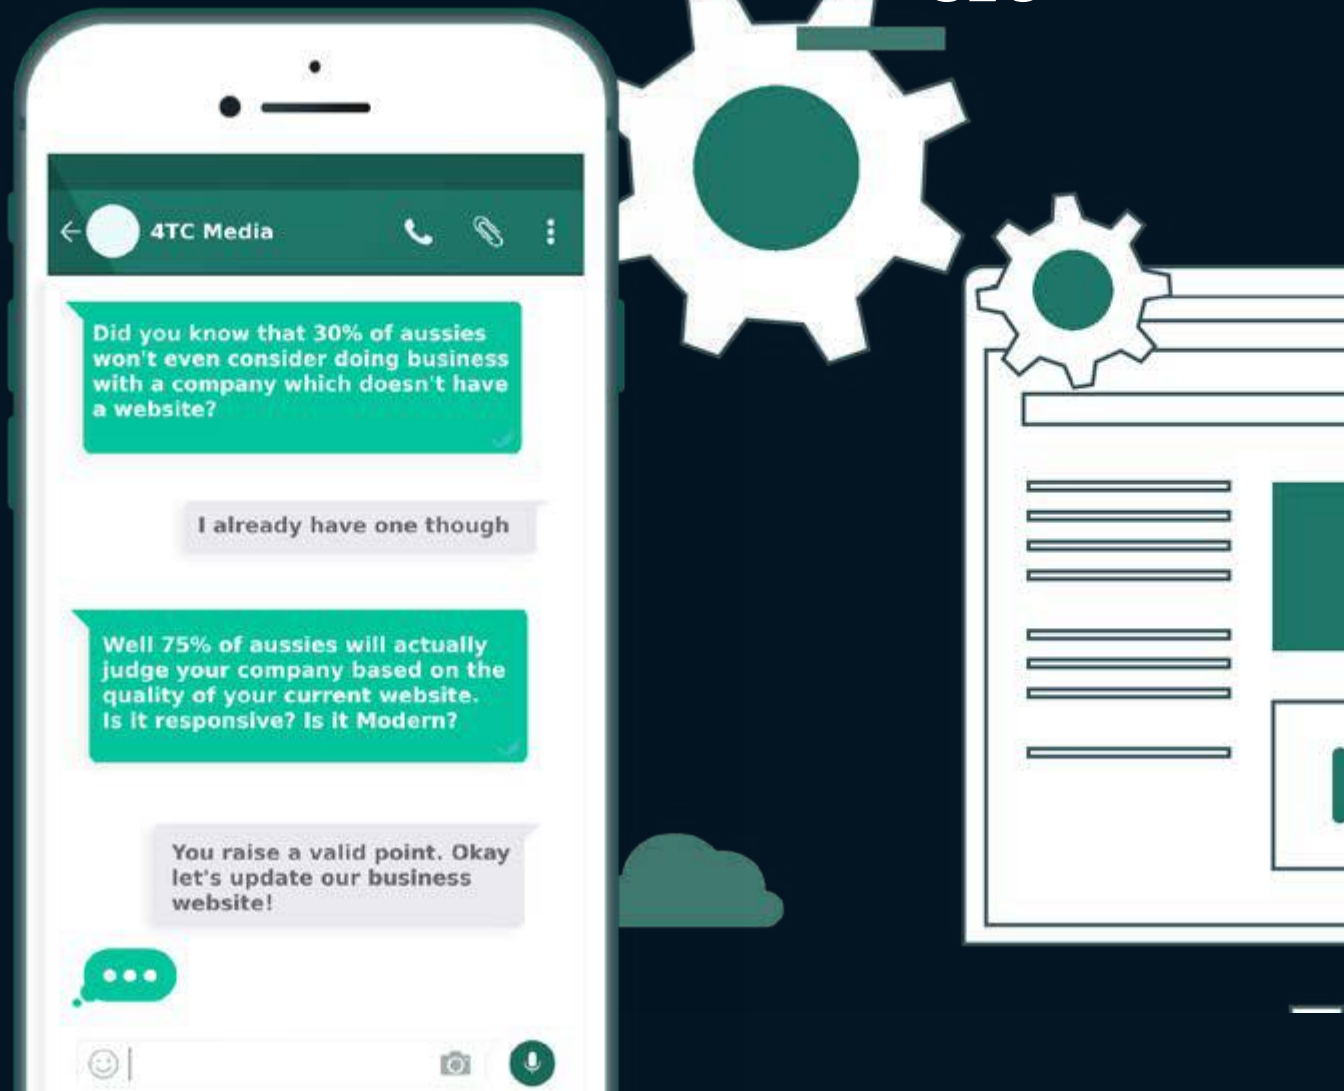 4TC Media
Did you know that 30% of aussies
won't even consider doing business
with a company which doesn't have
a website?
I already have one though
Well 75% of aussies will actually
judge your company based on the
quality of your current website.
Is it responsive? Is it Modern?
You raise a valid point. Okay
let's update our business
website!